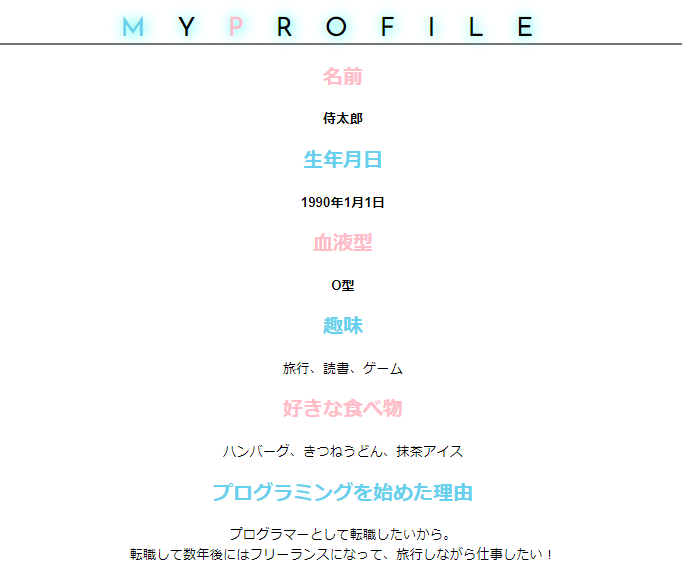 MY PROFILE
名前
侍太郎
生年月日
1990年1月1日
血液型
O型
趣味
旅行、読書、ゲーム
好きな食べ物
ハンバーグ、きつねうどん、抹茶アイス
プログラミングを始めた理由
プログラマーとして転職したいから。
転職して数年後にはフリーランスになって、旅行しながら仕事したい！